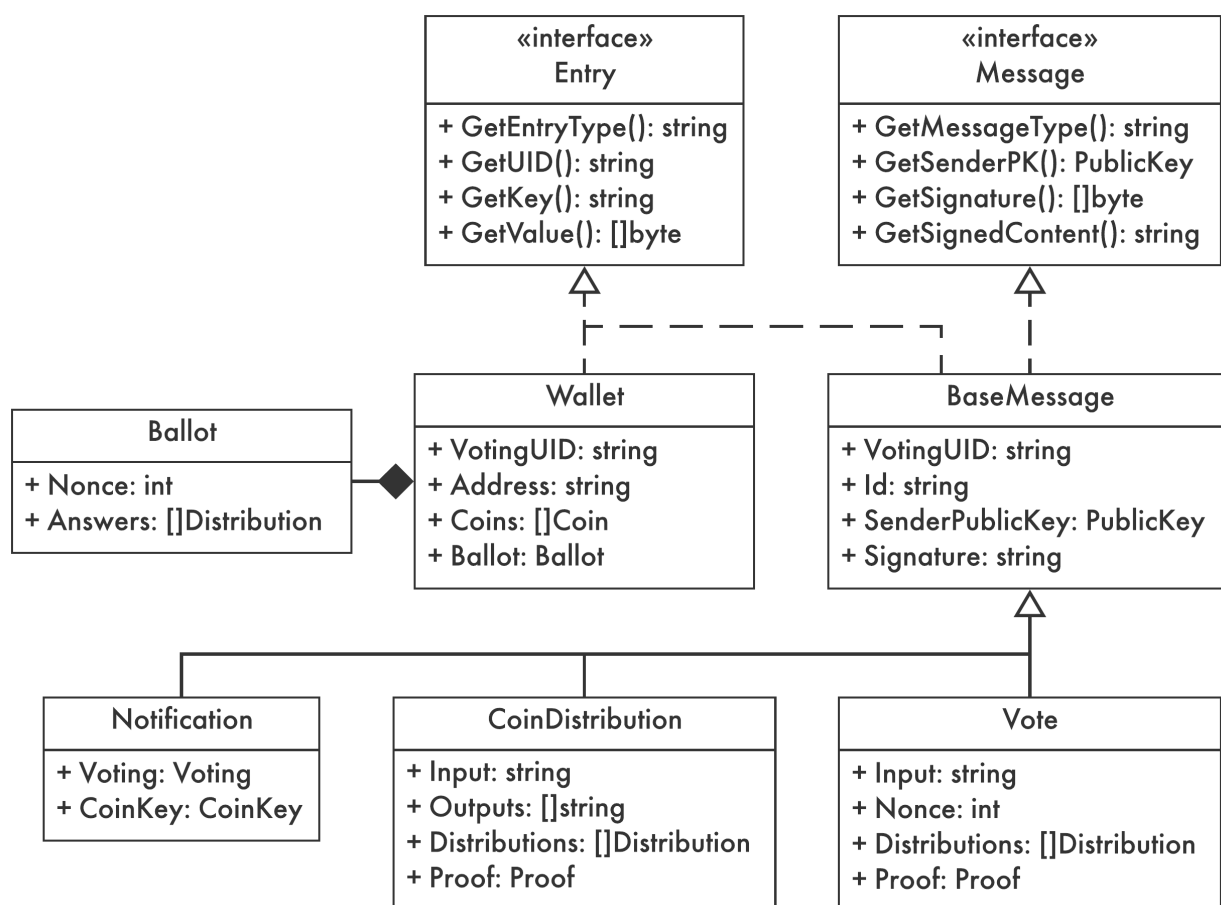 «interface»
Entry
+ GetEntryType(): string
+ GetUID(): string
+ GetKey(): string
+ GetValue(): []byte
«interface»
Message
+ GetMessageType(): string
+ GetSenderPK(): PublicKey
+ GetSignature(): []byte
+ GetSignedContent(): string
Ballot
+ Nonce: int
+ Answers: []Distribution
Wallet
+ VotingUID: string
+ Address: string
+ Coins: []Coin
+ Ballot: Ballot
BaseMessage
+ VotingUID: string
+ Id: string
+ SenderPublicKey: PublicKey
+ Signature: string
Notification
+ Voting: Voting
+ CoinKey: CoinKey
CoinDistribution
+ Input: string
+ Outputs: []string
+ Distributions: []Distribution
+ Proof: Proof
Vote
+ Input: string
+ Nonce: int
+ Distributions: []Distribution
+ Proof: Proof